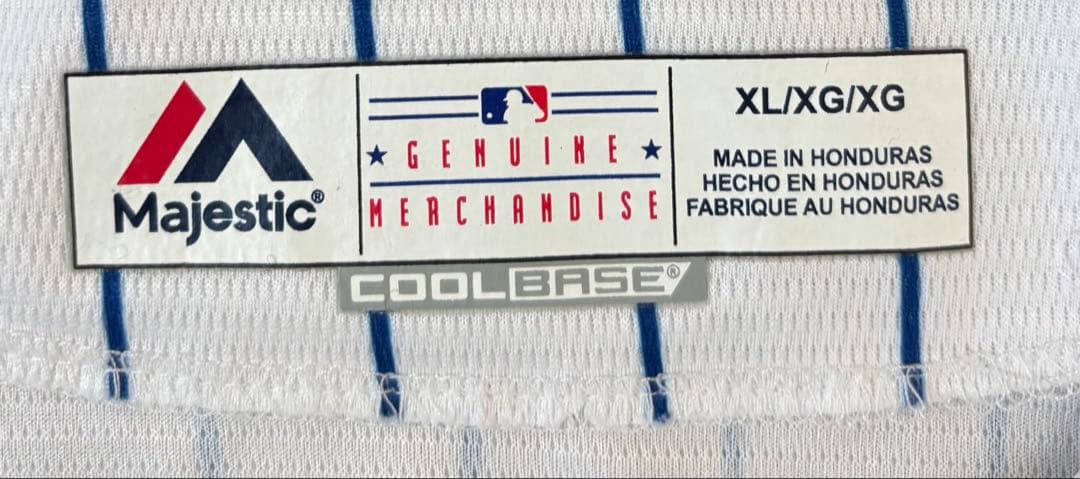 Majestic®
GENUINE
MERCHANDISE
XL/XG/XG
MADE IN HONDURAS
HECHO EN HONDURAS
FABRIQUE AU HONDURAS
COOLBASE®